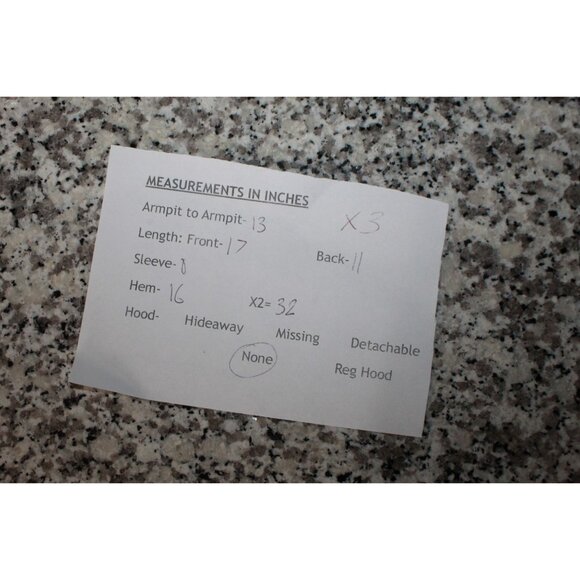 MEASUREMENTS IN INCHES
Armpit to Armpit- 13 X3
Length: Front- 17 Back- 11
Sleeve-
Hem- 16 X2= 32
Hood- Hideaway Missing Detachable
None Reg Hood